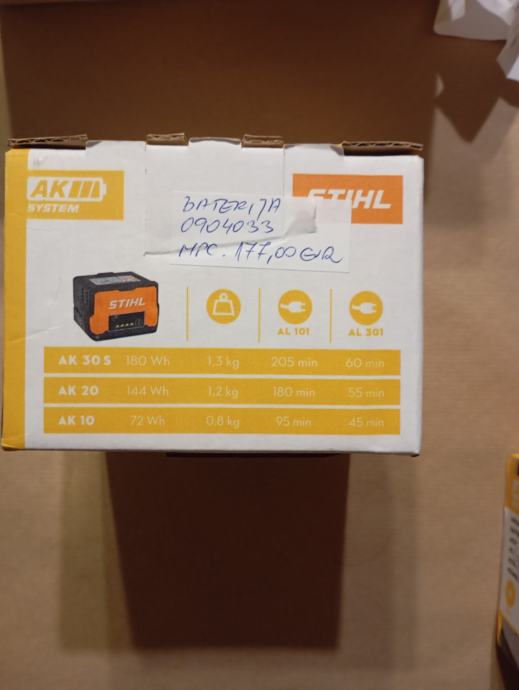 AK
SYSTEM
STIHL
BATERIJA
0904033
MPC. 177,00 EUR
STIHL
AL 101
AL 301
AK 30 S 180 Wh 1,3 kg 205 min 60 min
AK 20 144 Wh 1,2 kg 180 min 55 min
AK 10 72 Wh 0,8 kg 95 min 45 min